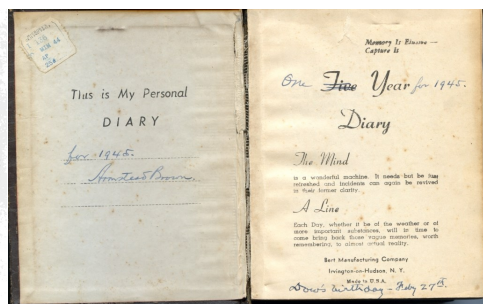 This is My Personal
DIARY
for 1945.
Armstead Brown.
Memory Is Elusive —
Capture it
One Five Year for 1945.
Diary
The Mind
is a wonderful machine. It needs but be just
refreshed and incidents can again be revived
in their former clarity.
A Line
Each Day, whether it be of the weather or of
more important substances, will in time to
come bring back those vague memories, worth
remembering, to almost actual reality.
Bert Manufacturing Company
Irvington-on-Hudson, N. Y.
Made in U.S.A.
Dow's birthday - Feby 27th.